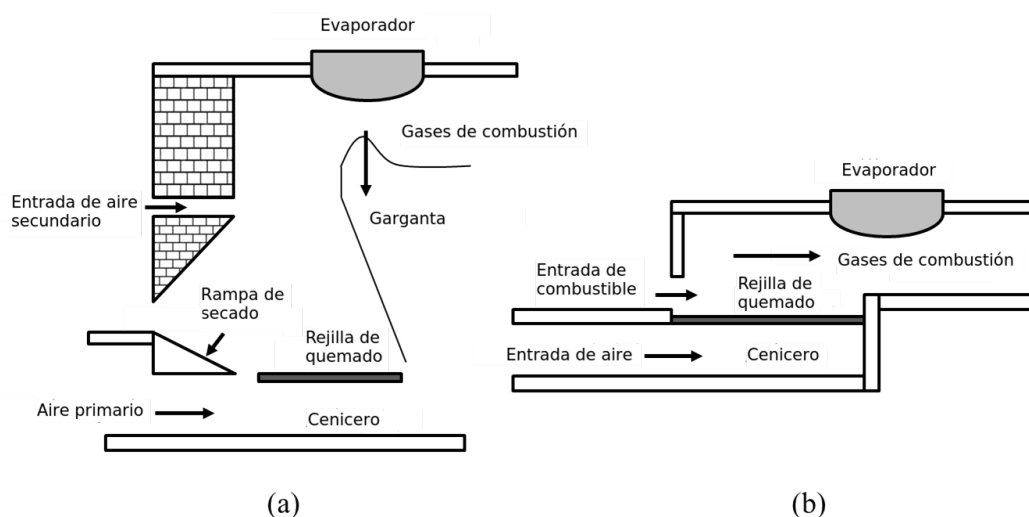 Evaporador
Gases de combustión
Entrada de aire
secundario
Garganta
Rampa de
secado
Rejilla de
quemado
Aire primario
Cenicero
(a)
Evaporador
Gases de combustión
Entrada de
combustible
Rejilla de
quemado
Entrada de aire
Cenicero
(b)